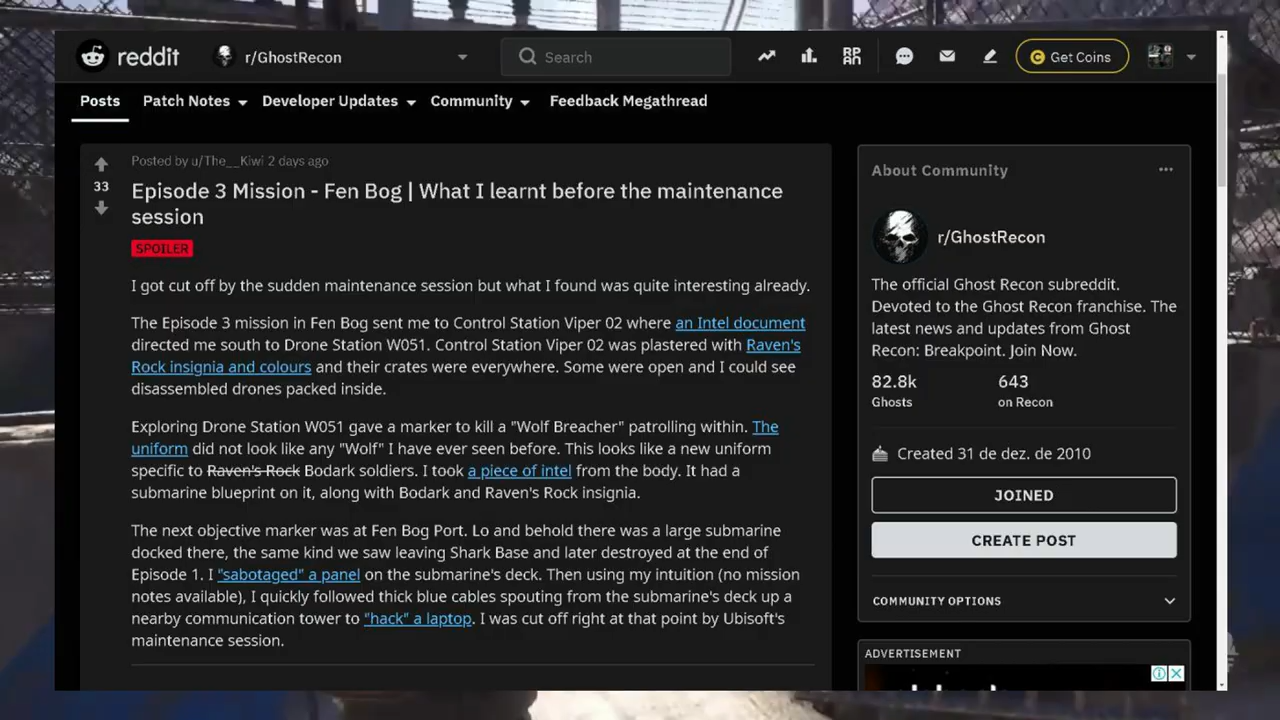 reddit
r/GhostRecon
Search
Get Coins
Posts
Patch Notes
Developer Updates
Community
Feedback Megathread
Posted by u/The__Kiwi 2 days ago
33
Episode 3 Mission - Fen Bog | What I learnt before the maintenance
session
SPOILER
I got cut off by the sudden maintenance session but what I found was quite interesting already.
The Episode 3 mission in Fen Bog sent me to Control Station Viper 02 where an Intel document
directed me south to Drone Station W051. Control Station Viper 02 was plastered with Raven's
Rock insignia and colours and their crates were everywhere. Some were open and I could see
disassembled drones packed inside.
Exploring Drone Station W051 gave a marker to kill a "Wolf Breacher" patrolling within. The
uniform did not look like any "Wolf" I have ever seen before. This looks like a new uniform
specific to Raven's Rock Bodark soldiers. I took a piece of intel from the body. It had a
submarine blueprint on it, along with Bodark and Raven's Rock insignia.
The next objective marker was at Fen Bog Port. Lo and behold there was a large submarine
docked there, the same kind we saw leaving Shark Base and later destroyed at the end of
Episode 1. I "sabotaged" a panel on the submarine's deck. Then using my intuition (no mission
notes available), I quickly followed thick blue cables spouting from the submarine's deck up a
nearby communication tower to "hack" a laptop. I was cut off right at that point by Ubisoft's
maintenance session.
About Community
r/GhostRecon
The official Ghost Recon subreddit.
Devoted to the Ghost Recon franchise. The
latest news and updates from Ghost
Recon: Breakpoint. Join Now.
82.8k
643
Ghosts
on Recon
Created 31 de dez. de 2010
JOINED
CREATE POST
COMMUNITY OPTIONS
ADVERTISEMENT